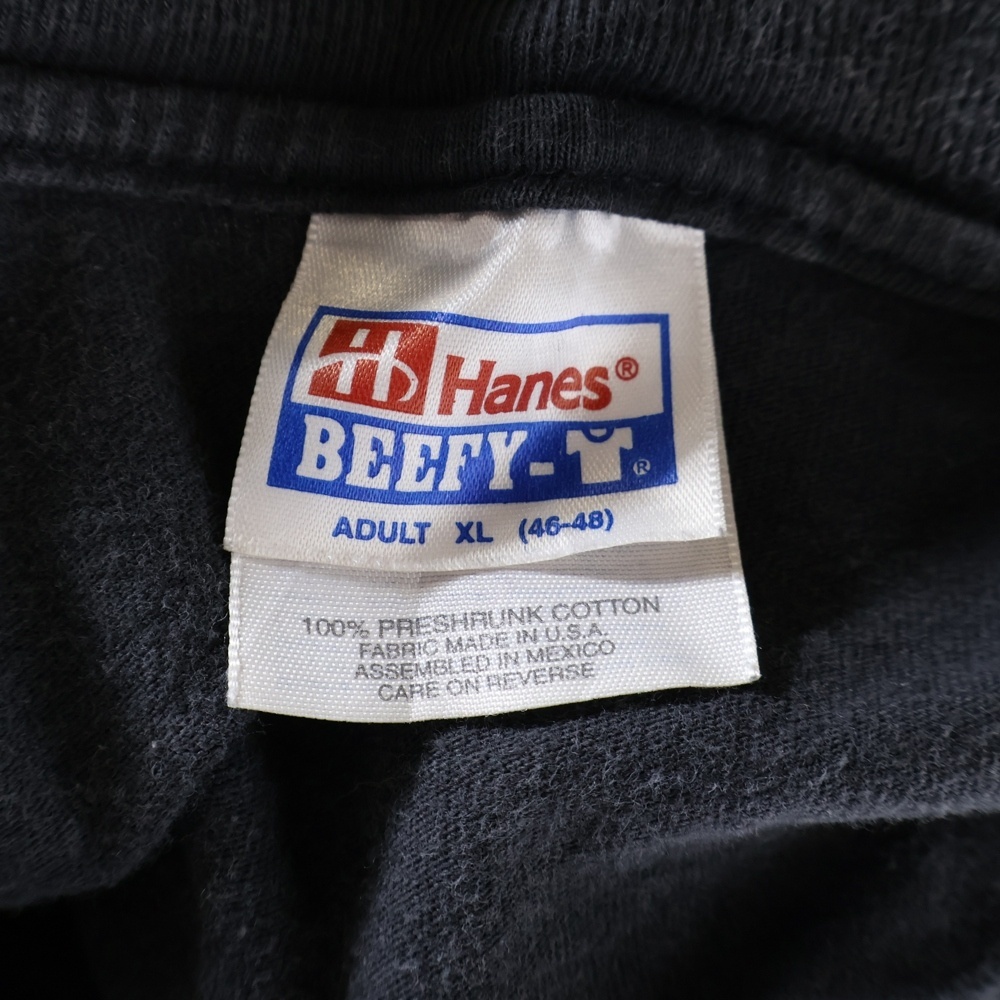 Hanes®
BEEFY-T®
ADULT XL (46-48)
100% PRESHRUNK COTTON
FABRIC MADE IN U.S.A.
ASSEMBLED IN MEXICO
CARE ON REVERSE